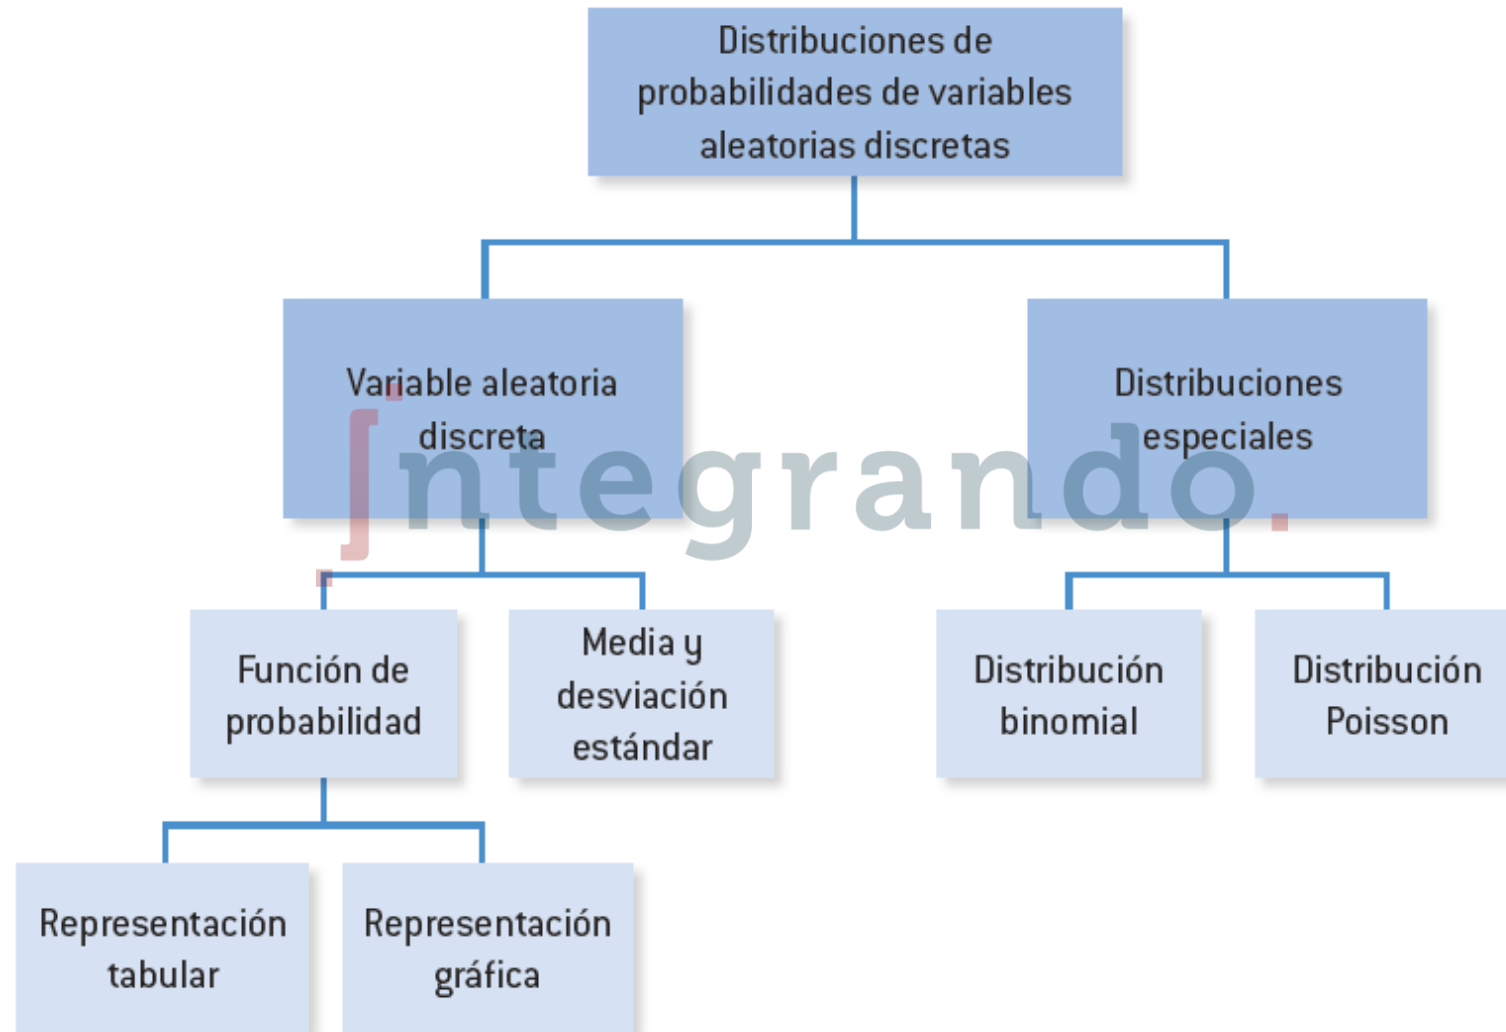 Distribuciones de
probabilidades de variables
aleatorias discretas
Variable aleatoria
discreta
Distribuciones
especiales
integrando.
Función de
probabilidad
Media y
desviación
estándar
Distribución
binomial
Distribución
Poisson
Representación
tabular
Representación
gráfica